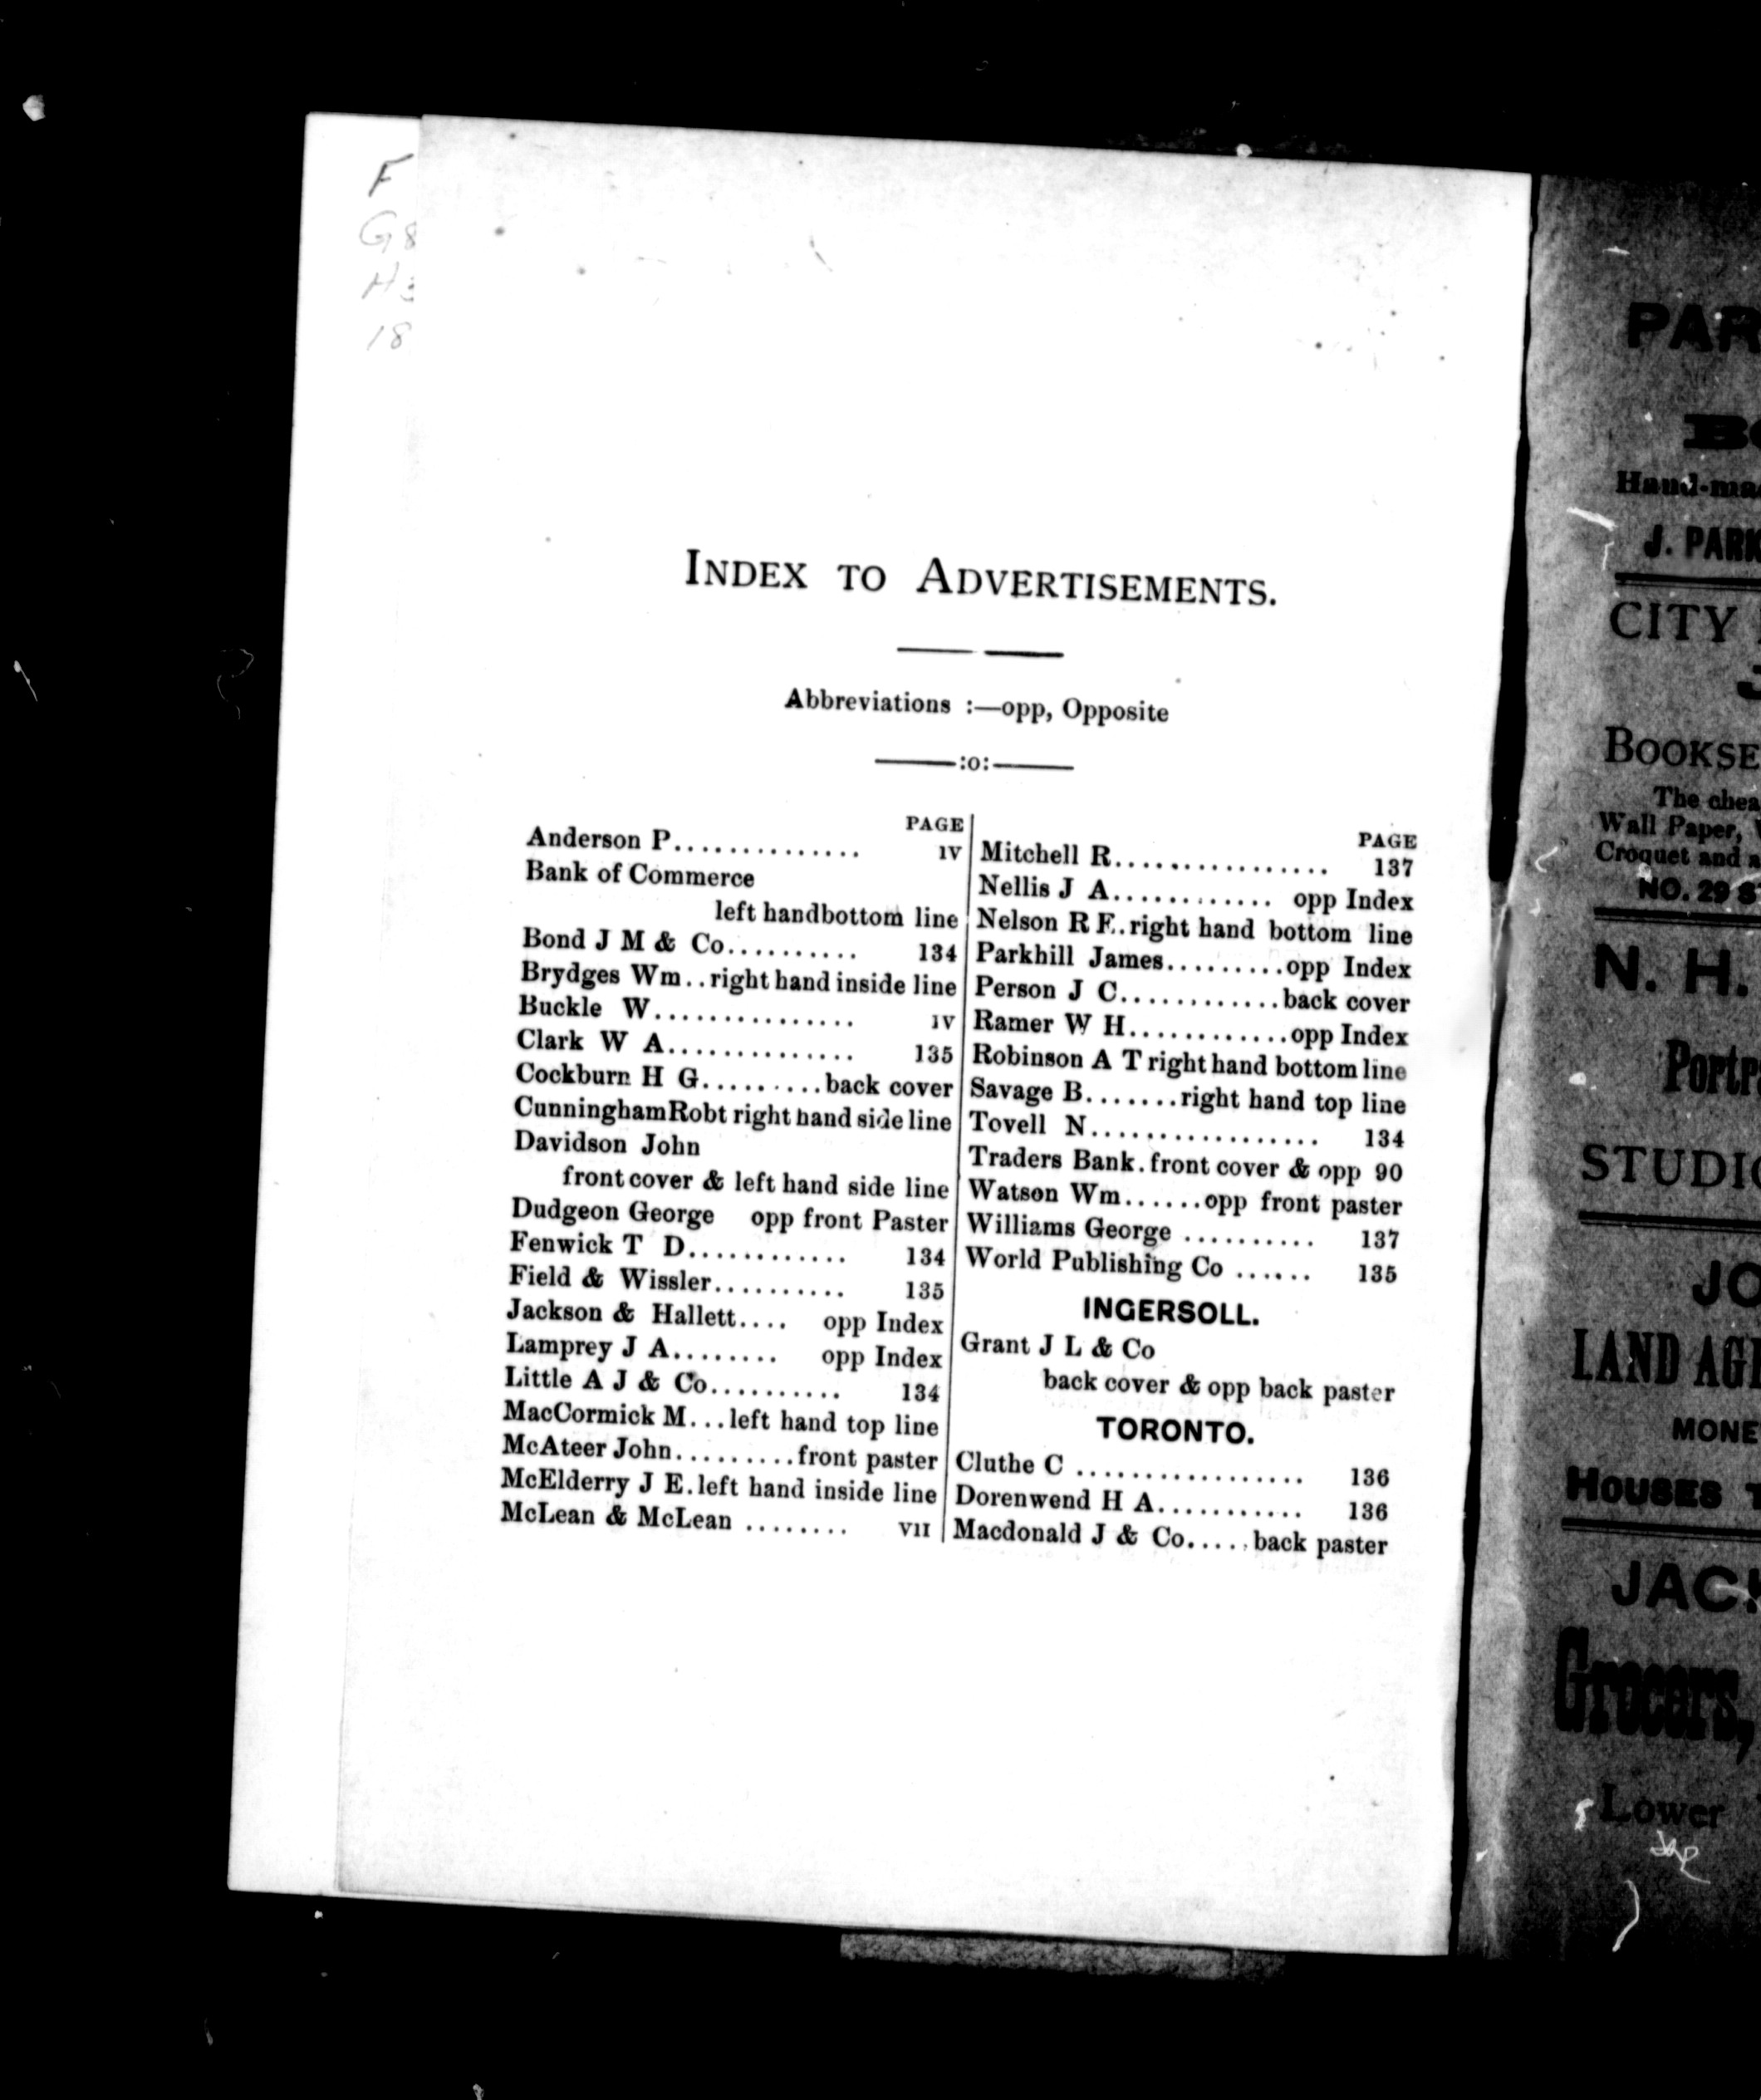 F
G8
H3
18
INDEX TO ADVERTISEMENTS.
Abbreviations :—opp, Opposite
:o:
PAGE
Anderson P.............. IV
Bank of Commerce
left handbottom line
Bond J M & Co.......... 134
Brydges Wm..right hand inside line
Buckle W............... IV
Clark W A.............. 135
Cockburn H G.........back cover
CunninghamRobt right hand side line
Davidson John
front cover & left hand side line
Dudgeon George opp front Paster
Fenwick T D............ 134
Field & Wissler.......... 135
Jackson & Hallett.... opp Index
Lamprey J A........ opp Index
Little A J & Co.......... 134
MacCormick M...left hand top line
McAteer John.........front paster
McElderry J E.left hand inside line
McLean & McLean ........ VII
PAGE
Mitchell R................ 137
Nellis J A............ opp Index
Nelson R F..right hand bottom line
Parkhill James.........opp Index
Person J C............back cover
Ramer W H............opp Index
Robinson A T right hand bottom line
Savage B.......right hand top line
Tovell N................. 134
Traders Bank.front cover & opp 90
Watson Wm......opp front paster
Williams George .......... 137
World Publishing Co ...... 135
INGERSOLL.
Grant J L & Co
back cover & opp back paster
TORONTO.
Cluthe C ................. 136
Dorenwend H A........... 136
Macdonald J & Co.....back paster
PAR
BO
Hand-ma
J. PARK
CITY
J
BOOKSE
The chea
Wall Paper,
Croquet and a
NO. 29 S
N. H.
Portr
STUDIO
JO
LAND AGE
MONE
HOUSES T
JACK
Grocers,
Lower